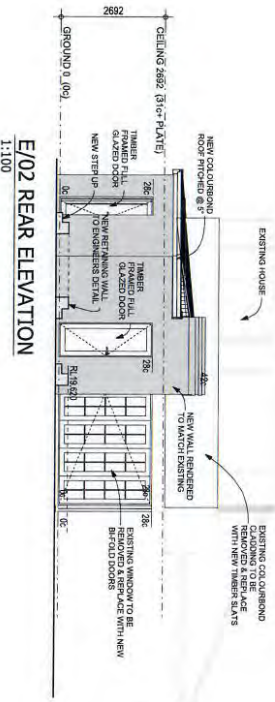 EXISTING HOUSE
EXISTING COLOURBOND
CLADDING TO BE
REMOVED & REPLACE
WITH NEW TIMBER SLATS
NEW COLOURBOND
ROOF PITCHED @ 5°
NEW WALL RENDERED
TO MATCH EXISTING
42c
CEILING 2692 (31c+ PLATE)
2692
GROUND 0 (0c)
TIMBER
FRAMED FULL
GLAZED DOOR
28c
TIMBER
FRAMED FULL
GLAZED DOOR
28c
28c
28c
EXISTING WINDOW TO BE
REMOVED & REPLACE WITH NEW
BI-FOLD DOORS
NEW STEP UP
0c
NEW RETAINING WALL
TO ENGINEERS DETAIL
0c
RL19.620
0c
0c
E/02 REAR ELEVATION
1:100